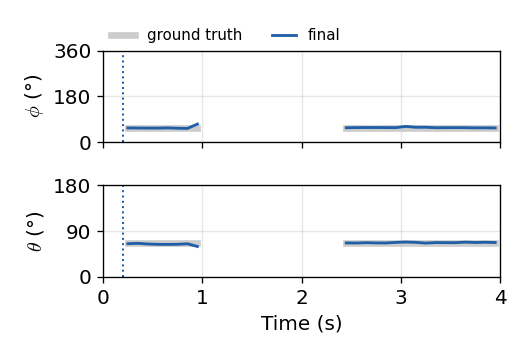 ground truth final
360
ϕ (°)
180
0
180
θ (°)
90
0
0 1 2 3 4
Time (s)